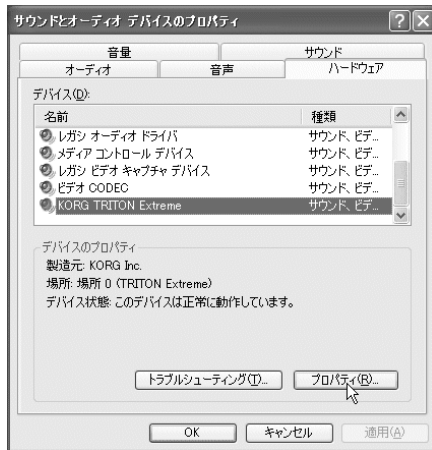 サウンドとオーディオ デバイスのプロパティ
音量 サウンド
オーディオ 音声 ハードウェア
デバイス(D):
名前 種類
レガシ オーディオ ドライバ サウンド、ビデ...
メディア コントロール デバイス サウンド、ビデ...
レガシ ビデオ キャプチャ デバイス サウンド、ビデ...
ビデオ CODEC サウンド、ビデ...
KORG TRITON Extreme サウンド、ビデ...
デバイスのプロパティ
製造元: KORG Inc.
場所: 場所 0 (TRITON Extreme)
デバイス状態: このデバイスは正常に動作しています。
トラブルシューティング(T)... プロパティ(R)...
OK キャンセル 適用(A)